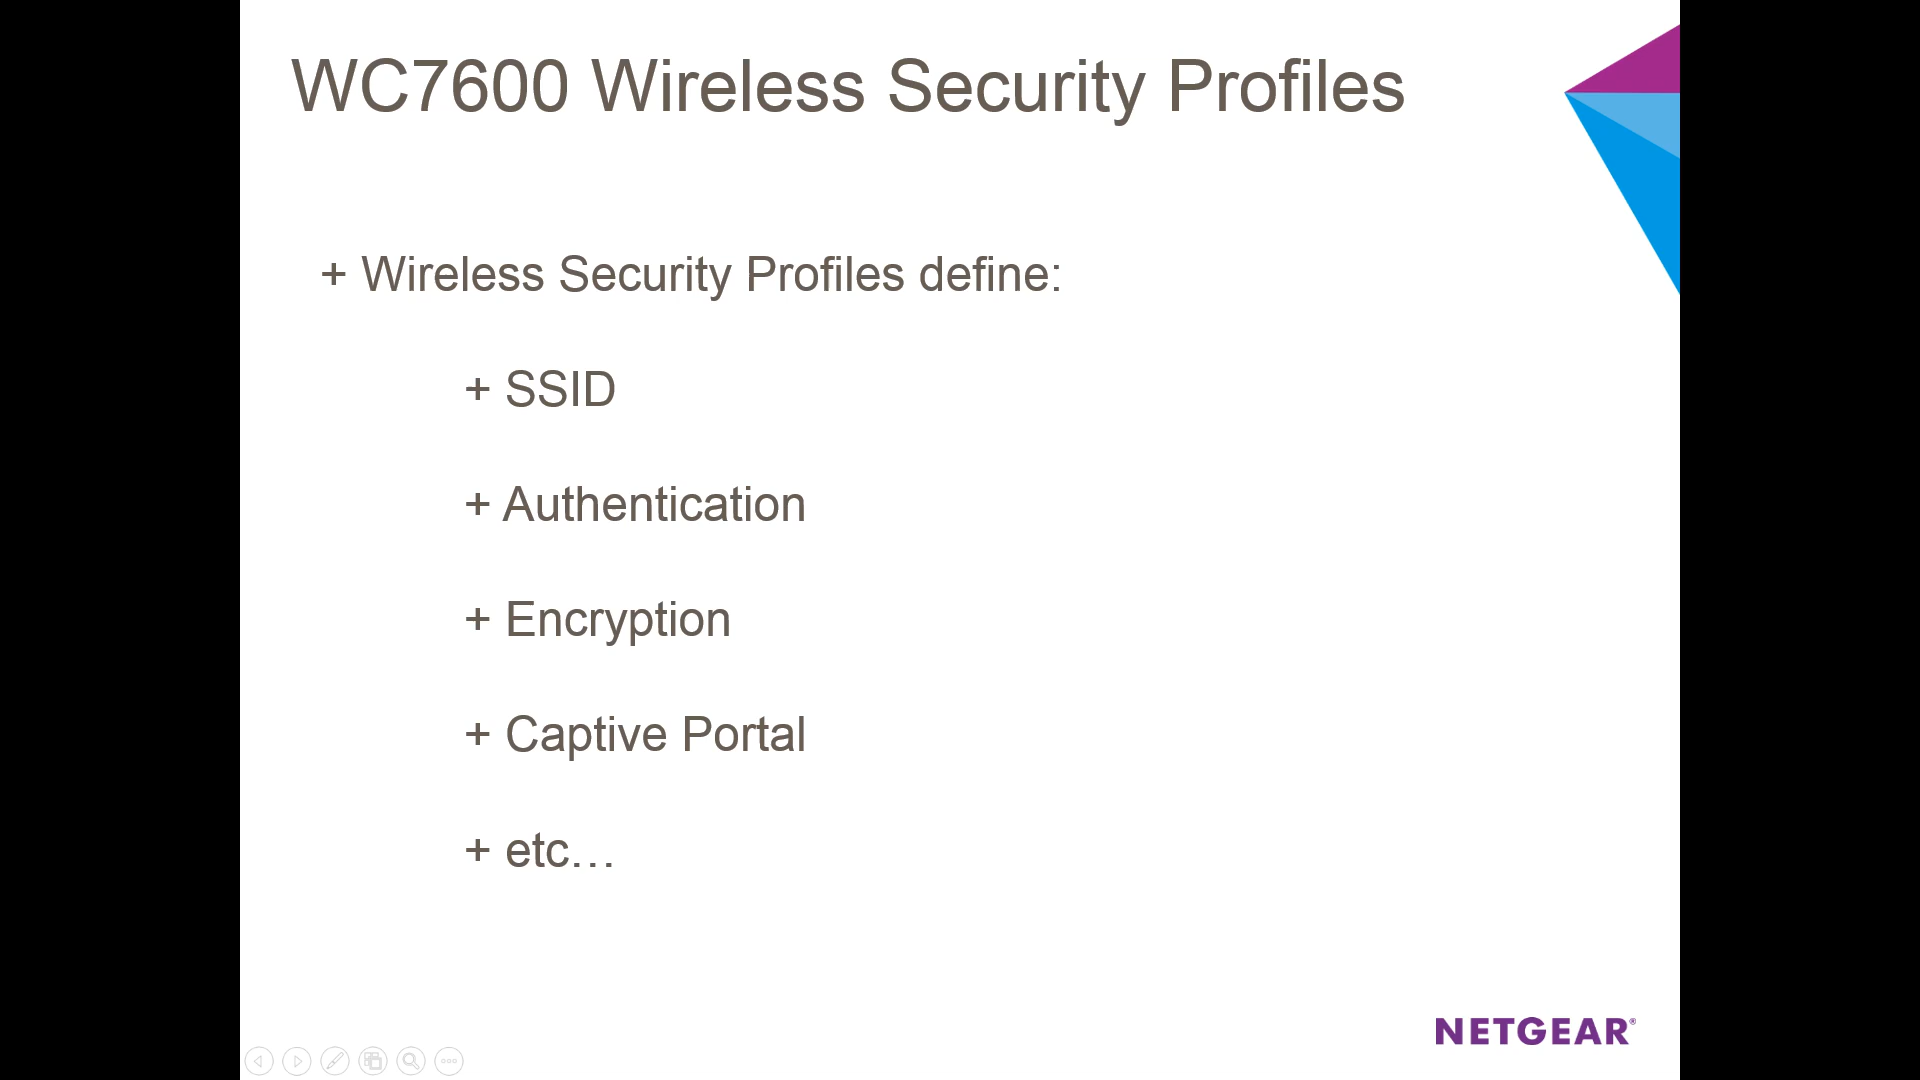 WC7600 Wireless Security Profiles
+ Wireless Security Profiles define:
+ SSID
+ Authentication
+ Encryption
+ Captive Portal
+ etc…
NETGEAR®